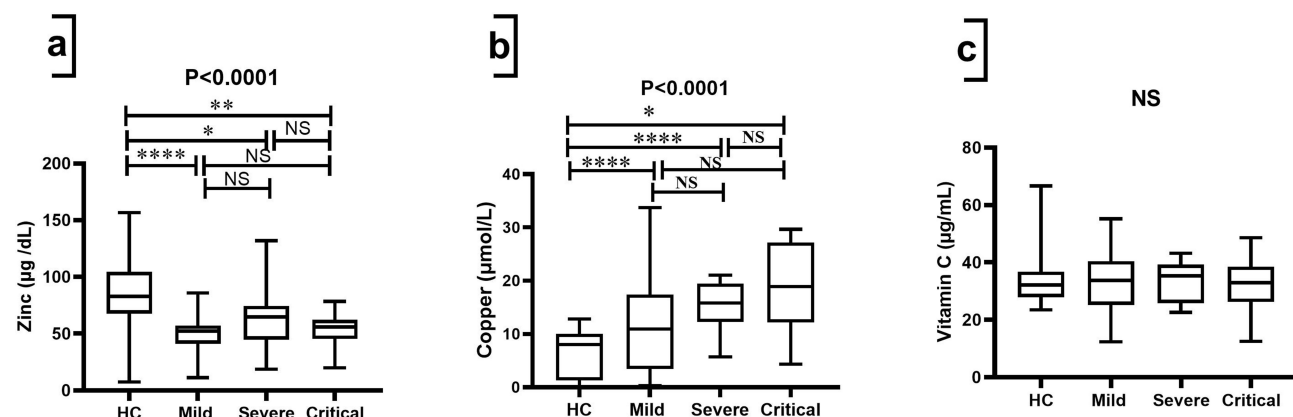 a
P<0.0001
**
*
NS
****
NS
NS
200
150
100
50
0
Zinc (µg /dL)
HC Mild Severe Critical
b
P<0.0001
*
****
NS
****
NS
NS
40
30
20
10
0
Copper (µmol/L)
HC Mild Severe Critical
c
NS
80
60
40
20
0
Vitamin C (µg/mL)
HC Mild Severe Critical